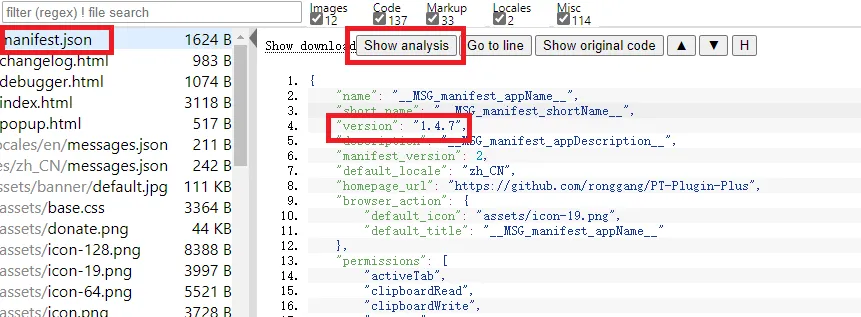 filter (regex) ! file search
Images
12
Code
137
Markup
33
Locales
2
Misc
114
manifest.json 1624 B
changelog.html 983 B
debugger.html 1074 B
index.html 3118 B
popup.html 517 B
locales/en/messages.json 211 B
es/zh_CN/messages.json 242 B
assets/banner/default.jpg 111 KB
assets/base.css 3364 B
assets/donate.png 44 KB
assets/icon-128.png 8388 B
assets/icon-19.png 3997 B
assets/icon-64.png 5521 B
assets/icon.png 3728 B
Show download Show analysis Go to line Show original code ▲ ▼ H
1. {
2. "name": "__MSG_manifest_appName__",
3. "short_name": "__MSG_manifest_shortName__",
4. "version": "1.4.7",
5. "description": "__MSG_manifest_appDescription__",
6. "manifest_version": 2,
7. "default_locale": "zh_CN",
8. "homepage_url": "https://github.com/ronggang/PT-Plugin-Plus",
9. "browser_action": {
10. "default_icon": "assets/icon-19.png",
11. "default_title": "__MSG_manifest_appName__"
12. },
13. "permissions": [
14. "activeTab",
15. "clipboardRead",
16. "clipboardWrite",